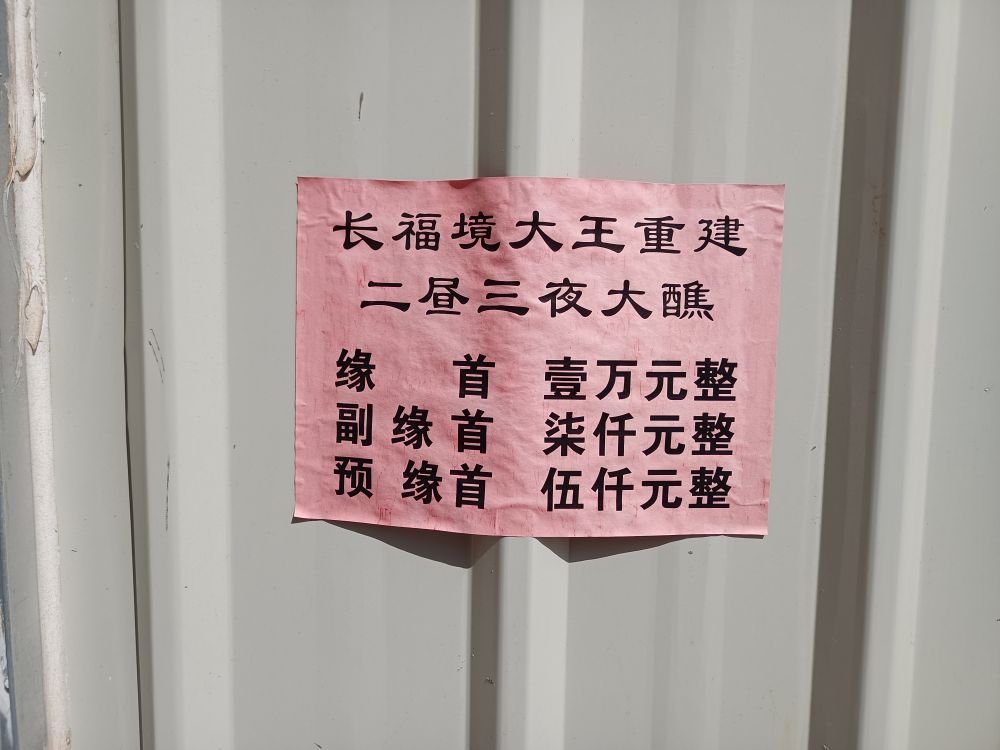 长福境大王重建
二昼三夜大醮
缘 首 壹万元整
副缘首 柒仟元整
预缘首 伍仟元整